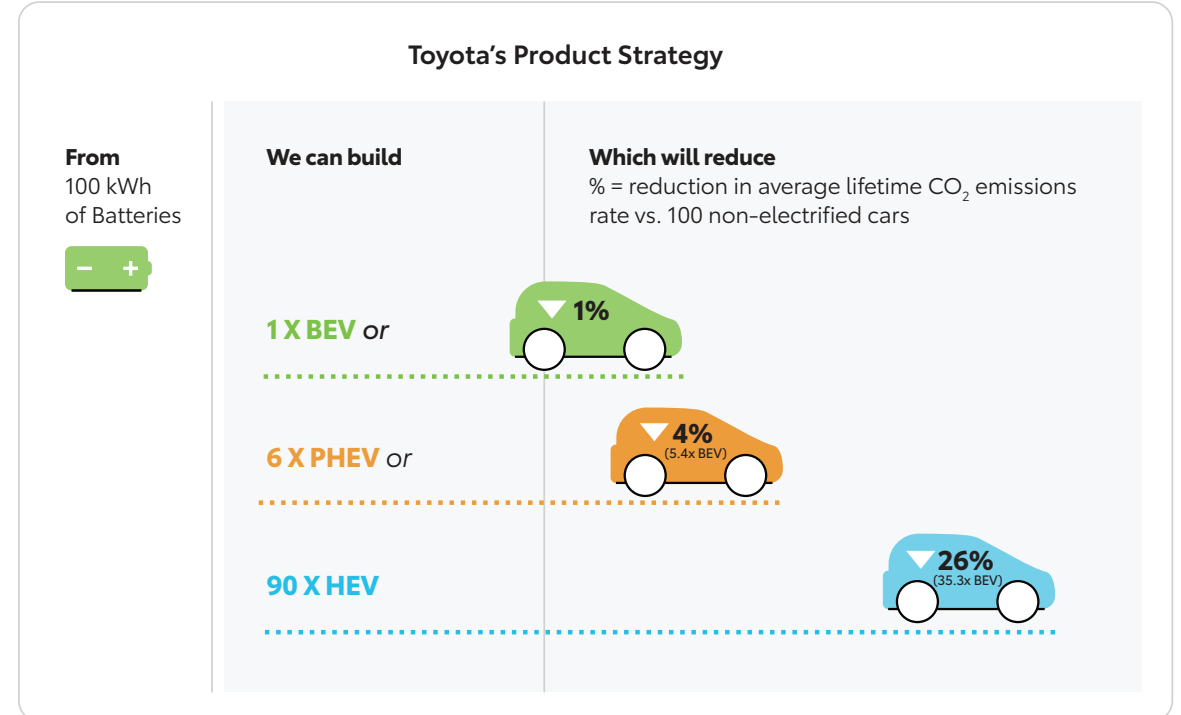 Toyota’s Product Strategy
From
100 kWh
of Batteries
− +
We can build
Which will reduce
% = reduction in average lifetime CO₂ emissions
rate vs. 100 non-electrified cars
1 X BEV or
1%
6 X PHEV or
4%
(5.4x BEV)
90 X HEV
26%
(35.3x BEV)